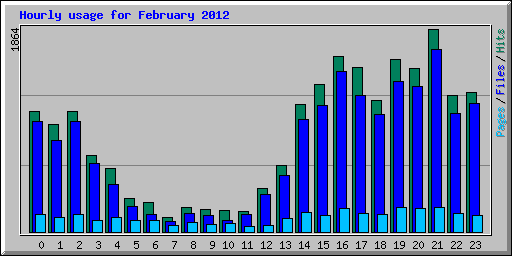 Hourly usage for February 2012
1864
Pages/Files/Hits
0 1 2 3 4 5 6 7 8 9 10 11 12 13 14 15 16 17 18 19 20 21 22 23